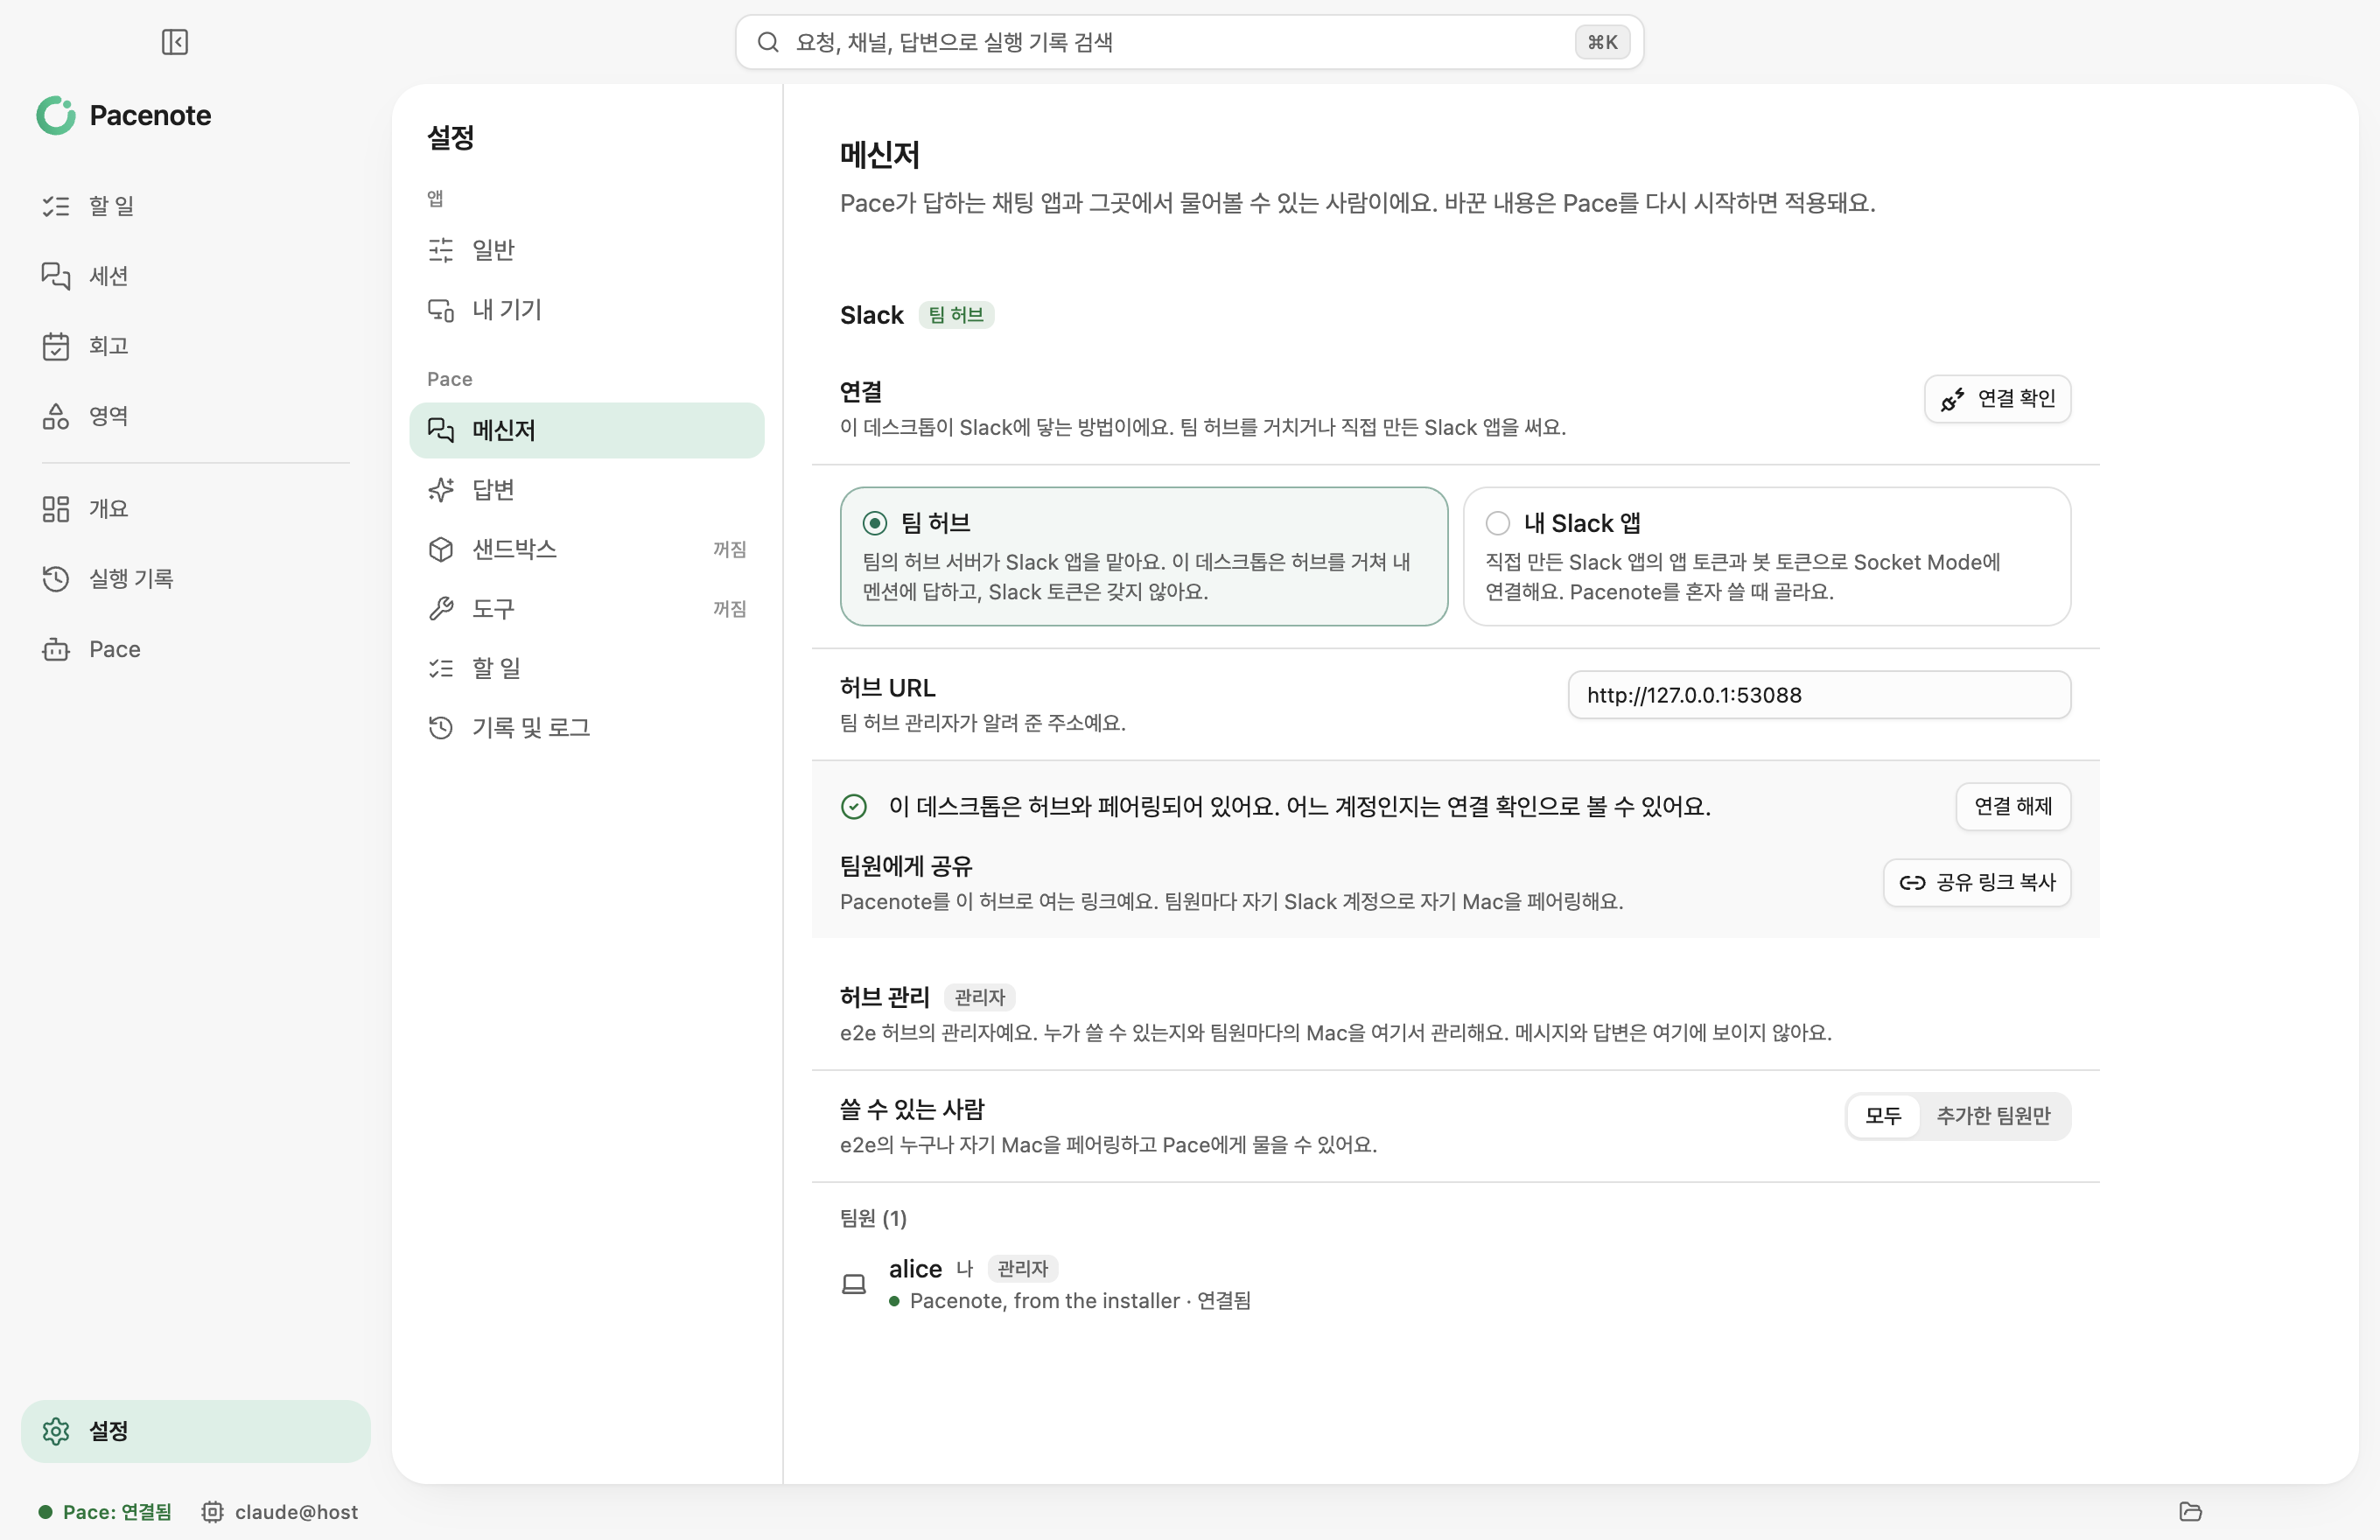 요청, 채널, 답변으로 실행 기록 검색
⌘K
Pacenote
할 일
세션
회고
영역
개요
실행 기록
Pace
설정
Pace: 연결됨
claude@host
설정
앱
일반
내 기기
Pace
메신저
답변
샌드박스
꺼짐
도구
꺼짐
할 일
기록 및 로그
메신저
Pace가 답하는 채팅 앱과 그곳에서 물어볼 수 있는 사람이에요. 바꾼 내용은 Pace를 다시 시작하면 적용돼요.
Slack 팀 허브
연결
이 데스크톱이 Slack에 닿는 방법이에요. 팀 허브를 거치거나 직접 만든 Slack 앱을 써요.
연결 확인
팀 허브
팀의 허브 서버가 Slack 앱을 맡아요. 이 데스크톱은 허브를 거쳐 내
멘션에 답하고, Slack 토큰은 갖지 않아요.
내 Slack 앱
직접 만든 Slack 앱의 앱 토큰과 봇 토큰으로 Socket Mode에
연결해요. Pacenote를 혼자 쓸 때 골라요.
허브 URL
팀 허브 관리자가 알려 준 주소예요.
http://127.0.0.1:53088
이 데스크톱은 허브와 페어링되어 있어요. 어느 계정인지는 연결 확인으로 볼 수 있어요.
연결 해제
팀원에게 공유
Pacenote를 이 허브로 여는 링크예요. 팀원마다 자기 Slack 계정으로 자기 Mac을 페어링해요.
공유 링크 복사
허브 관리 관리자
e2e 허브의 관리자예요. 누가 쓸 수 있는지와 팀원마다의 Mac을 여기서 관리해요. 메시지와 답변은 여기에 보이지 않아요.
쓸 수 있는 사람
e2e의 누구나 자기 Mac을 페어링하고 Pace에게 물을 수 있어요.
모두
추가한 팀원만
팀원 (1)
alice 나 관리자
Pacenote, from the installer · 연결됨